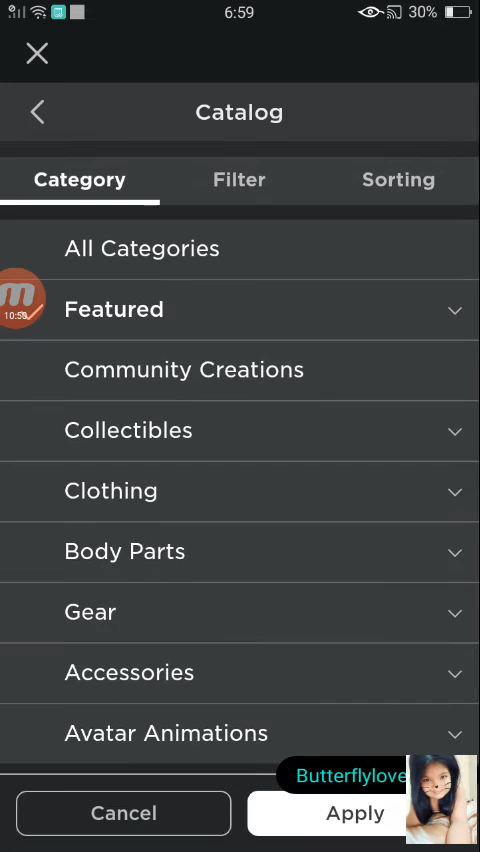 6:59
30%
Catalog
Category Filter Sorting
All Categories
m
10:50
Featured
Community Creations
Collectibles
Clothing
Body Parts
Gear
Accessories
Avatar Animations
Butterflylove
Cancel Apply